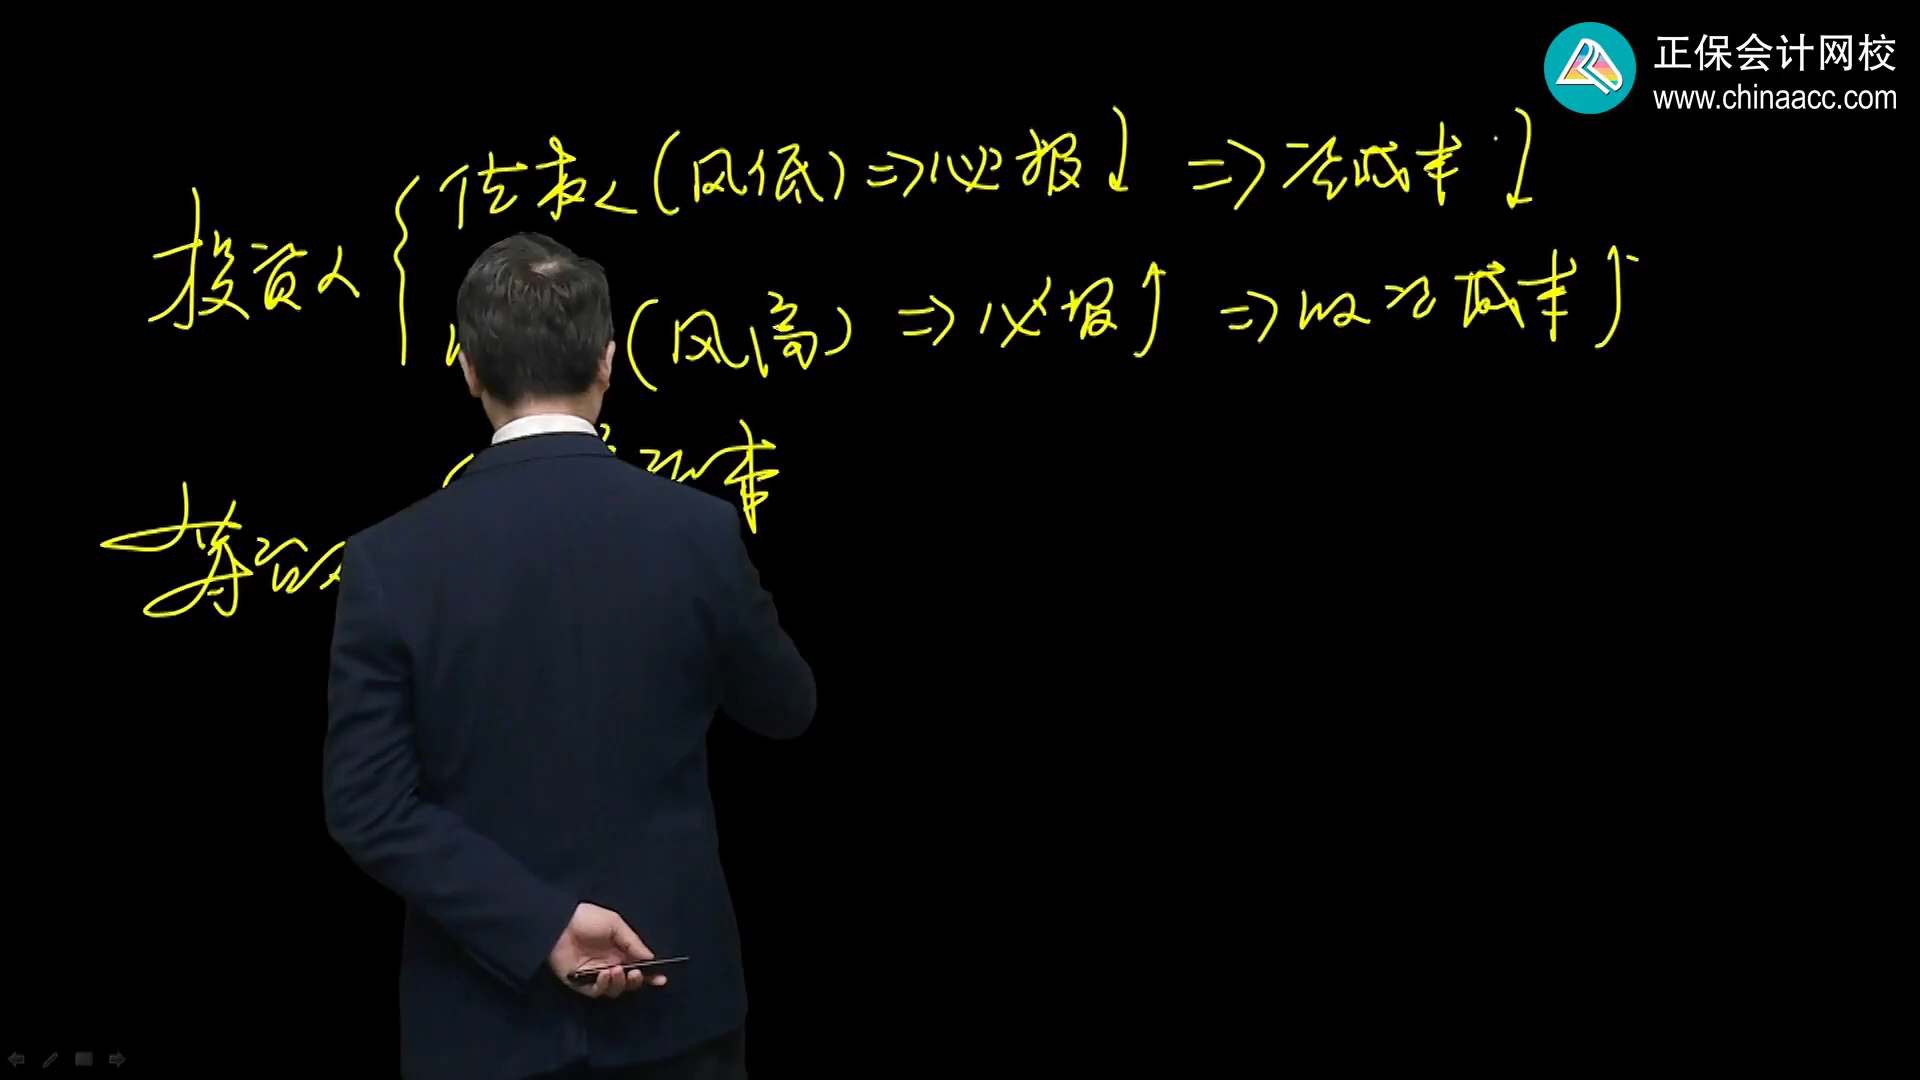 正保会计网校
www.chinaacc.com
投资人
债权人(风低)⇒必报↓ ⇒资成本↓
(风高)⇒必报↑ ⇒股资成本↑
筹资
本